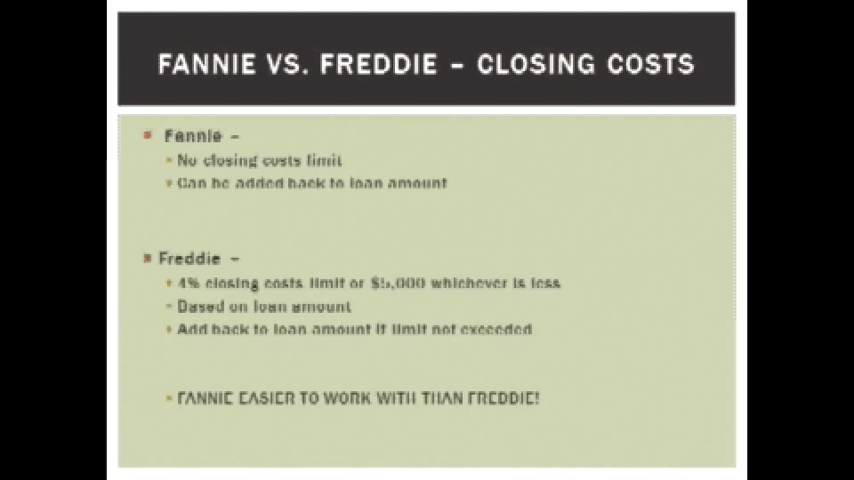 FANNIE VS. FREDDIE – CLOSING COSTS
Fannie –
No closing costs limit
Can be added back to loan amount
Freddie –
4% closing costs limit or $5,000 whichever is less
Based on loan amount
Add back to loan amount if limit not exceeded
FANNIE EASIER TO WORK WITH THAN FREDDIE!